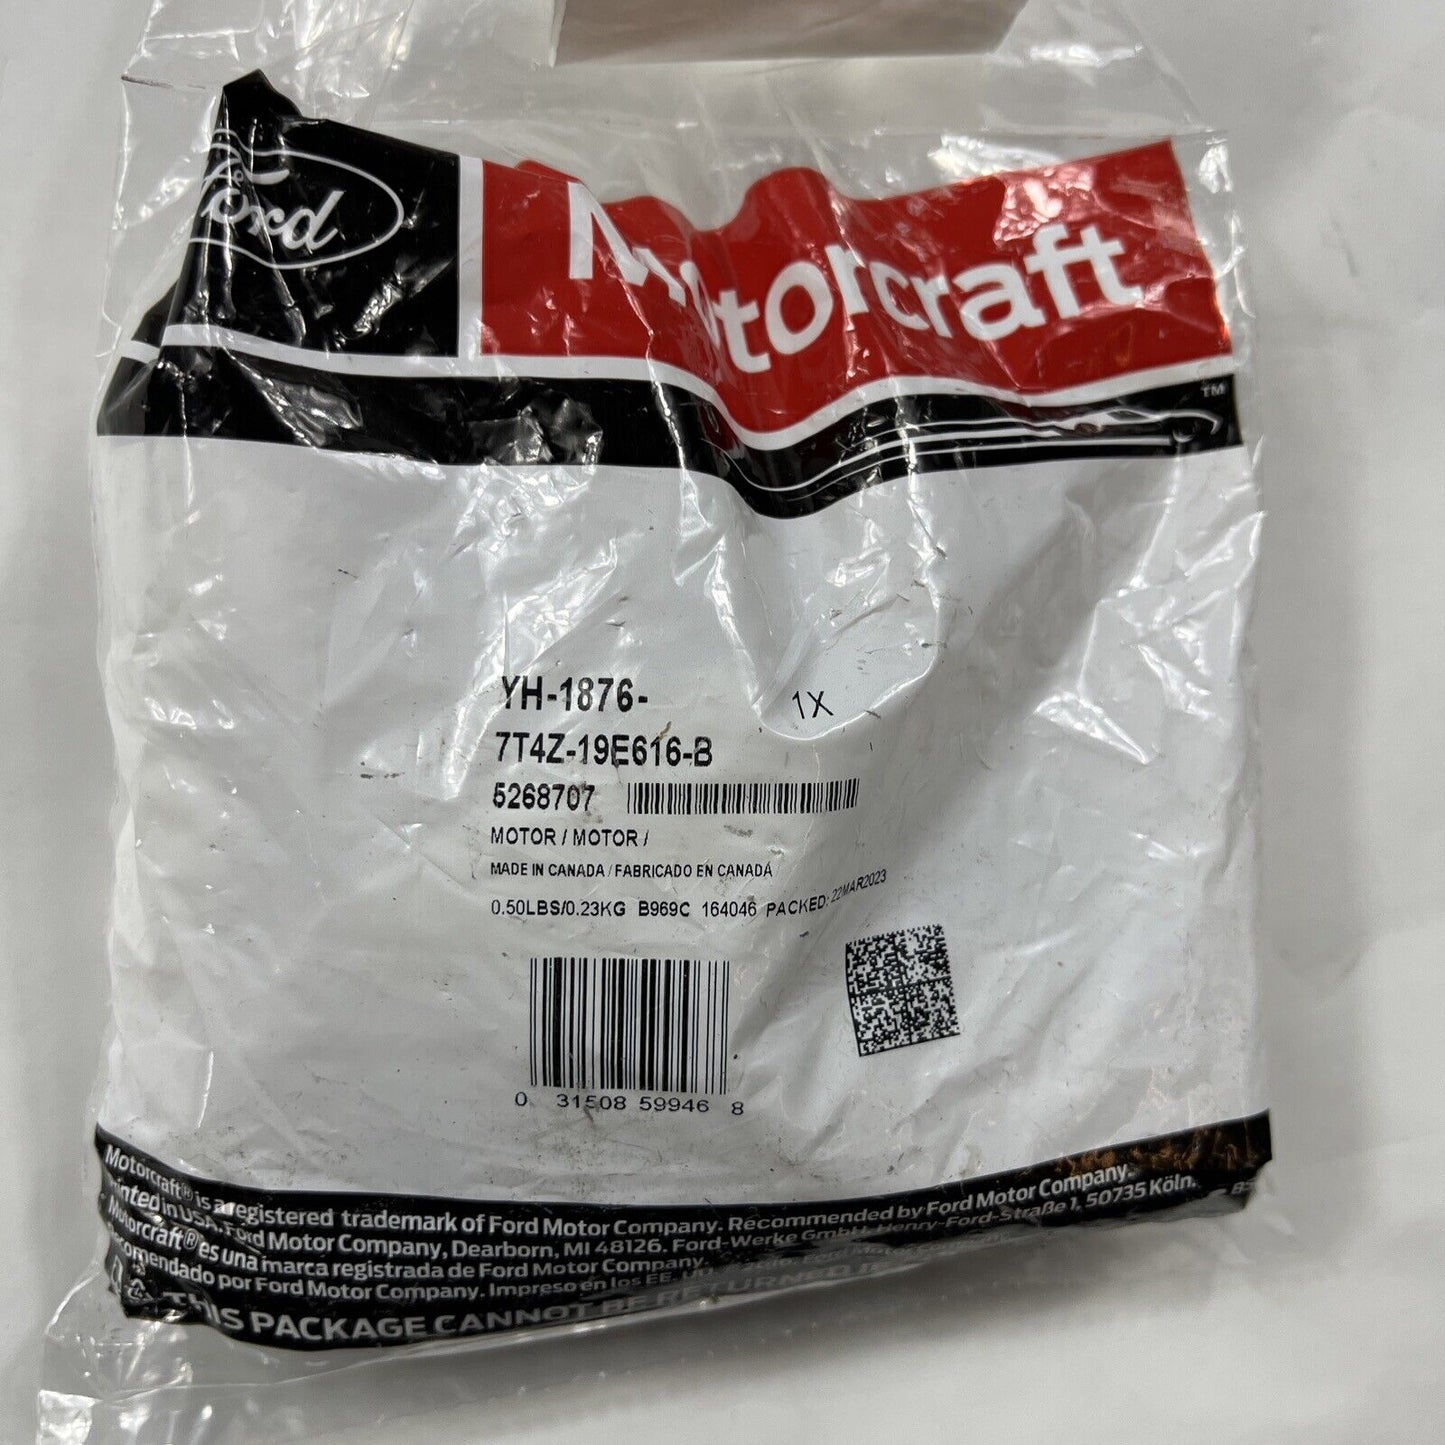 Ford
Motorcraft
TM
YH-1876-
1X
7T4Z-19E616-B
5268707
MOTOR / MOTOR /
MADE IN CANADA / FABRICADO EN CANADÁ
0.50LBS/0.23KG B969C 164046 PACKED: 22MAR2023
0 31508 59946 8
Motorcraft® is a registered trademark of Ford Motor Company. Recommended by Ford Motor Company.
in USA. Ford Motor Company, Dearborn, MI 48126. Ford-Werke GmbH, Henry-Ford-Straße 1, 50735 Köln.
Motorcraft® es una marca registrada de Ford Motor Company.
por Ford Motor Company. Impreso en los EE.
THIS PACKAGE CANNOT BE RETURNED IF